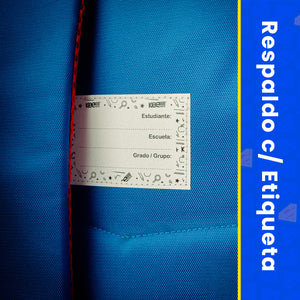 Estudiante:
Escuela:
Grado / Grupo:
Respaldo c/ Etiqueta